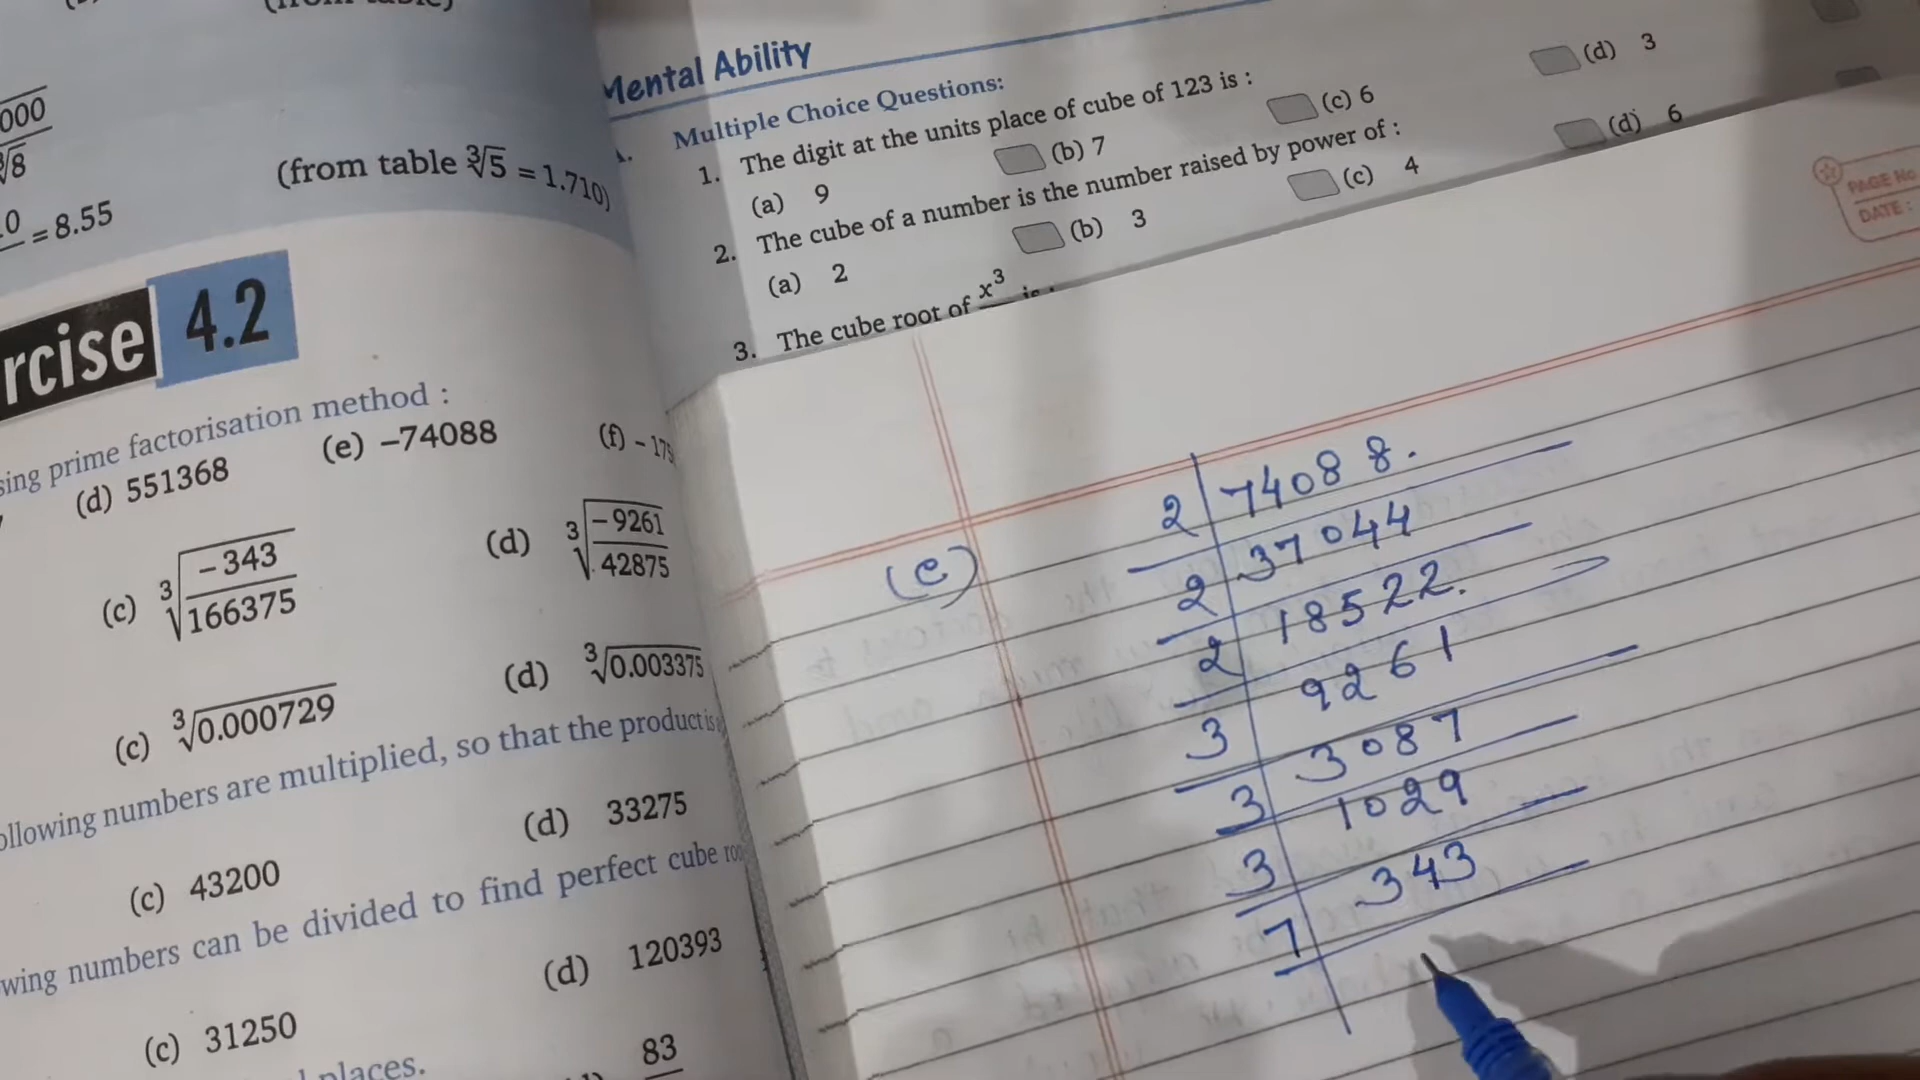 (from table)
000
∛8
(from table ∛5 = 1.710)
0 = 8.55
rcise 4.2
sing prime factorisation method :
(d) 551368 (e) –74088 (f) – 175
(c) ∛(–343/166375) (d) ∛(–9261/42875)
(c) ∛0.000729 (d) ∛0.003375
ollowing numbers are multiplied, so that the product is
(c) 43200 (d) 33275
wing numbers can be divided to find perfect cube
(c) 31250 (d) 120393
places.
83
Mental Ability
Multiple Choice Questions:
1. The digit at the units place of cube of 123 is :
(a) 9 (b) 7 (c) 6 (d) 3
2. The cube of a number is the number raised by power of :
(a) 2 (b) 3 (c) 4 (d) 6
3. The cube root of x³ is :
PAGE No
DATE :
(e)
2 74088.
2 37044
2 18522.
3 9261
3 3087
3 1029
7 343